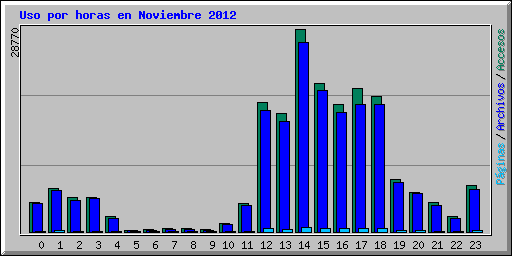 Uso por horas en Noviembre 2012
28770
Páginas / Archivos / Accesos
0 1 2 3 4 5 6 7 8 9 10 11 12 13 14 15 16 17 18 19 20 21 22 23